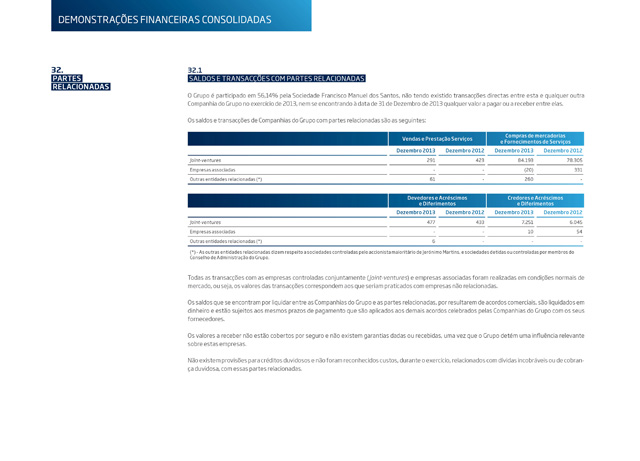 DEMONSTRAÇÕES FINANCEIRAS CONSOLIDADAS
32.
PARTES
RELACIONADAS
32.1
SALDOS E TRANSACÇÕES COM PARTES RELACIONADAS
O Grupo é participado em 56,14% pela Sociedade Francisco Manuel dos Santos, não tendo existido transacções directas entre esta e qualquer outra
Companhia do Grupo no exercício de 2013, nem se encontrando à data de 31 de Dezembro de 2013 qualquer valor a pagar ou a receber entre elas.
Os saldos e transacções de Companhias do Grupo com partes relacionadas são as seguintes:
Vendas e Prestação Serviços Compras de mercadorias
e Fornecimentos de Serviços
Dezembro 2013 Dezembro 2012 Dezembro 2013 Dezembro 2012
Joint-ventures 291 423 84.193 78.305
Empresas associadas - - (20) 331
Outras entidades relacionadas (*) 81 - 260 -
Devedores e Acréscimos Credores e Acréscimos
e Diferimentos e Diferimentos
Dezembro 2013 Dezembro 2012 Dezembro 2013 Dezembro 2012
Joint-ventures 477 433 7.251 6.045
Empresas associadas - - 10 54
Outras entidades relacionadas (*) 6 - - -
(*) - As outras entidades relacionadas dizem respeito a sociedades controladas pelo accionista maioritário de Jerónimo Martins, e sociedades detidas ou controladas por membros do
Conselho de Administração do Grupo.
Todas as transacções com as empresas controladas conjuntamente (joint-ventures) e empresas associadas foram realizadas em condições normais de
mercado, ou seja, os valores das transacções correspondem aos que seriam praticados com empresas não relacionadas.
Os saldos que se encontram por liquidar entre as Companhias do Grupo e as partes relacionadas, por resultarem de acordos comerciais, são liquidados em
dinheiro e estão sujeitos aos mesmos prazos de pagamento que são aplicados aos demais acordos celebrados pelas Companhias do Grupo com os seus
fornecedores.
Os valores a receber não estão cobertos por seguro e não existem garantias dadas ou recebidas, uma vez que o Grupo detém uma influência relevante
sobre estas empresas.
Não existem provisões para créditos duvidosos e não foram reconhecidos custos, durante o exercício, relacionados com dívidas incobráveis ou de cobran-
ça duvidosa, com essas partes relacionadas.